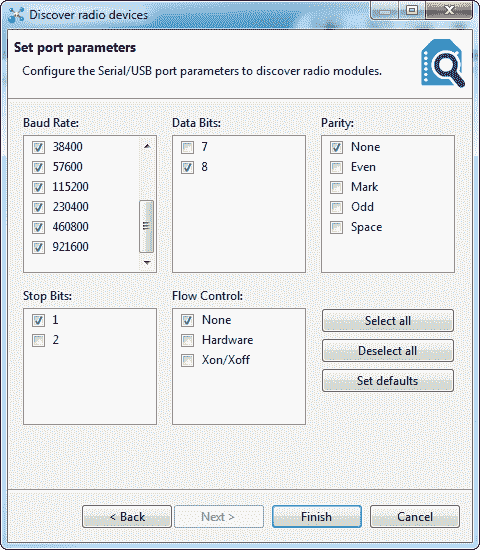 Discover radio devices
Set port parameters
Configure the Serial/USB port parameters to discover radio modules.
Baud Rate:
38400
57600
115200
230400
460800
921600
Data Bits:
7
8
Parity:
None
Even
Mark
Odd
Space
Stop Bits:
1
2
Flow Control:
None
Hardware
Xon/Xoff
Select all
Deselect all
Set defaults
< Back
Next >
Finish
Cancel